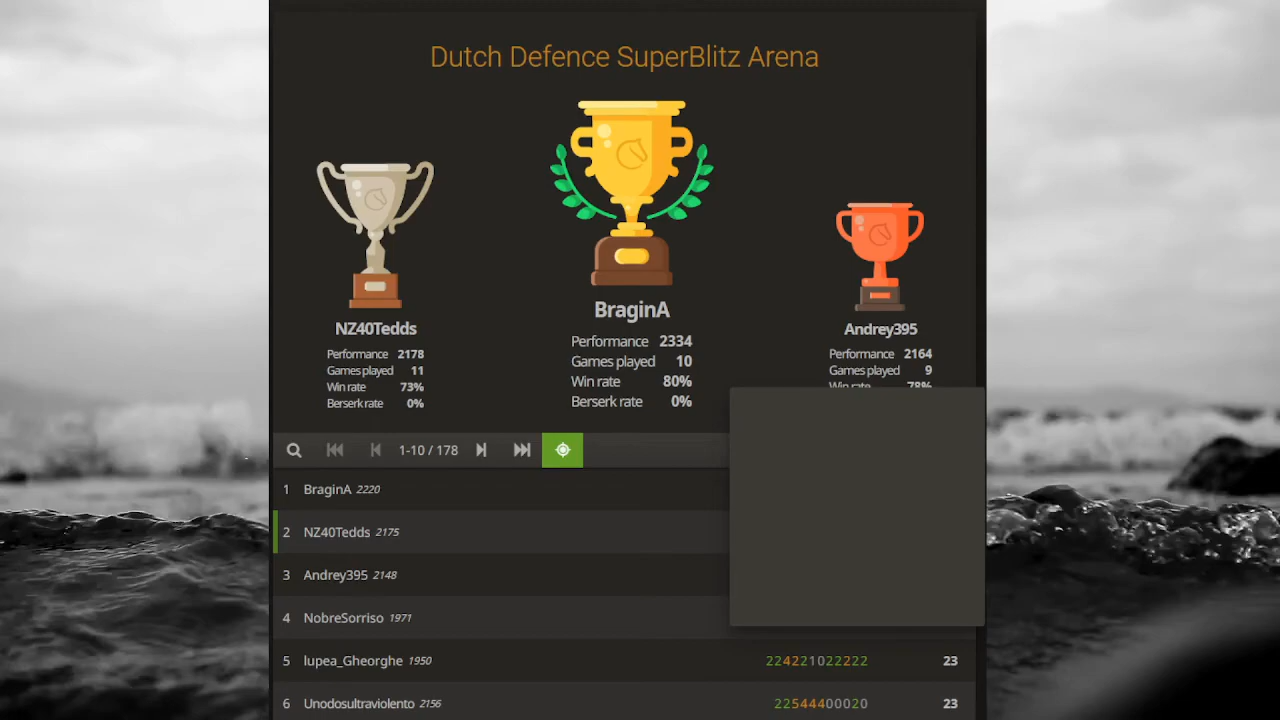 Dutch Defence SuperBlitz Arena
NZ40Tedds
Performance 2178
Games played 11
Win rate 73%
Berserk rate 0%
BraginA
Performance 2334
Games played 10
Win rate 80%
Berserk rate 0%
Andrey395
Performance 2164
Games played 9
Win rate 78%
1-10 / 178
1 BraginA 2220
2 NZ40Tedds 2175
3 Andrey395 2148
4 NobreSorriso 1971
5 lupea_Gheorghe 1950 224221022222 23
6 Unodosultraviolento 2156 22544400020 23